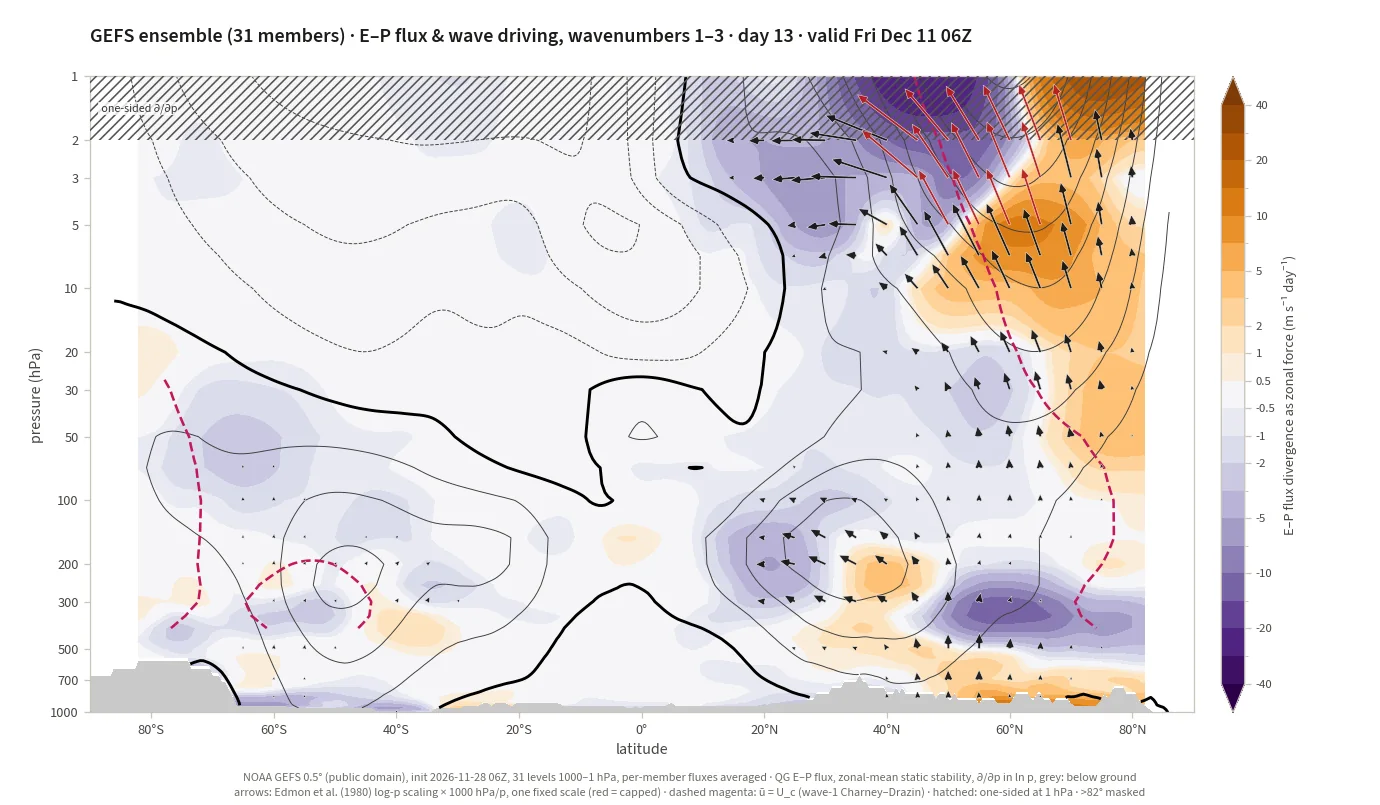 GEFS ensemble (31 members) · E–P flux & wave driving, wavenumbers 1–3 · day 13 · valid Fri Dec 11 06Z
one-sided ∂/∂p
1
2
3
5
10
20
30
50
100
200
300
500
700
1000
pressure (hPa)
80°S
60°S
40°S
20°S
0°
20°N
40°N
60°N
80°N
latitude
40
20
10
5
2
1
0.5
-0.5
-1
-2
-5
-10
-20
-40
E–P flux divergence as zonal force (m s⁻¹ day⁻¹)
NOAA GEFS 0.5° (public domain), init 2026-11-28 06Z, 31 levels 1000–1 hPa, per-member fluxes averaged · QG E–P flux, zonal-mean static stability, ∂/∂p in ln p, grey: below ground
arrows: Edmon et al. (1980) log-p scaling × 1000 hPa/p, one fixed scale (red = capped) · dashed magenta: ū = U_c (wave-1 Charney–Drazin) · hatched: one-sided at 1 hPa · >82° masked